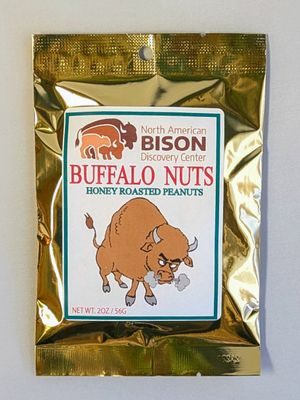 North American
BISON
Discovery Center
BUFFALO NUTS
HONEY ROASTED PEANUTS
NET WT. 2OZ / 56G